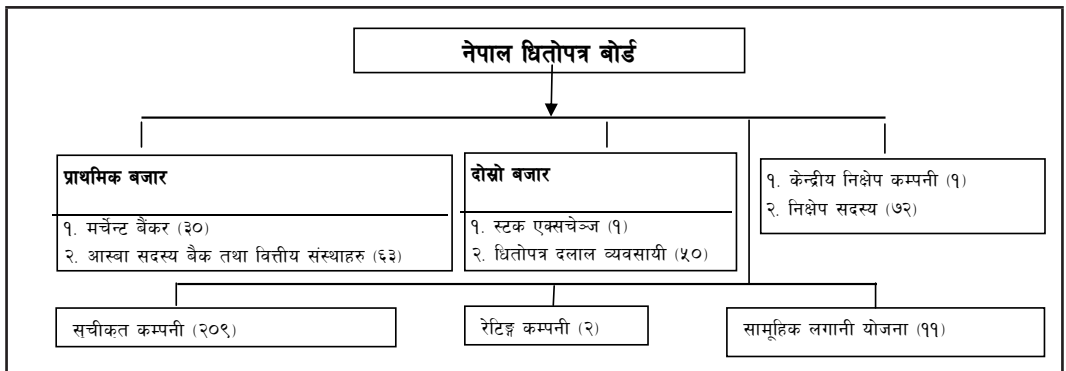 नेपाल धितोपत्र बोर्ड
प्राथमिक बजार
१. मर्चेन्ट बैंकर (३०)
२. आस्बा सदस्य बैक तथा वित्तीय संस्थाहरु (६३)
दोस्रो बजार
१. स्टक एक्सचेञ्ज (१)
२. धितोपत्र दलाल व्यवसायी (५०)
१. केन्द्रीय निक्षेप कम्पनी (१)
२. निक्षेप सदस्य (७२)
सूचीकृत कम्पनी (२०९)
रेटिङ्ग कम्पनी (२)
सामूहिक लगानी योजना (११)